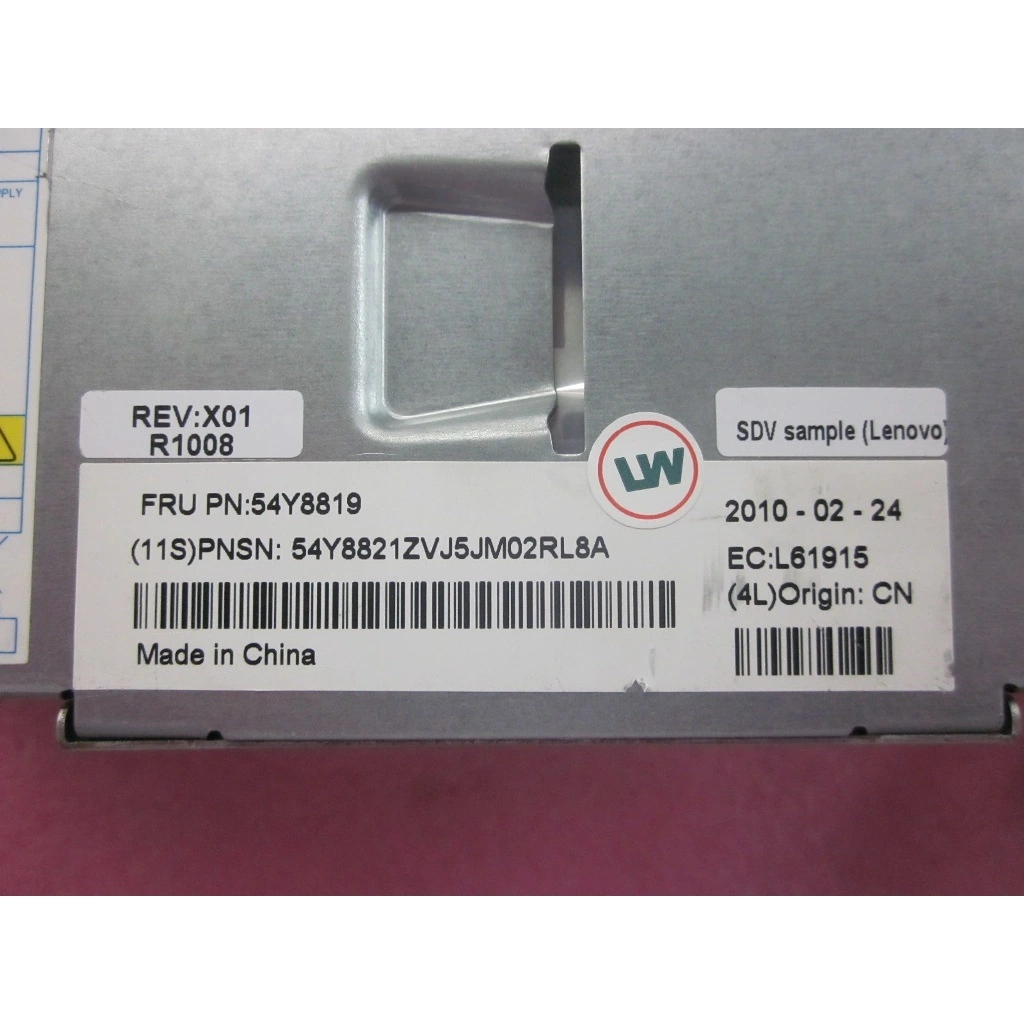 REV:X01
R1008
SDV sample (Lenovo)
LW
FRU PN:54Y8819
(11S)PNSN: 54Y8821ZVJ5JM02RL8A
Made in China
2010 - 02 - 24
EC:L61915
(4L)Origin: CN